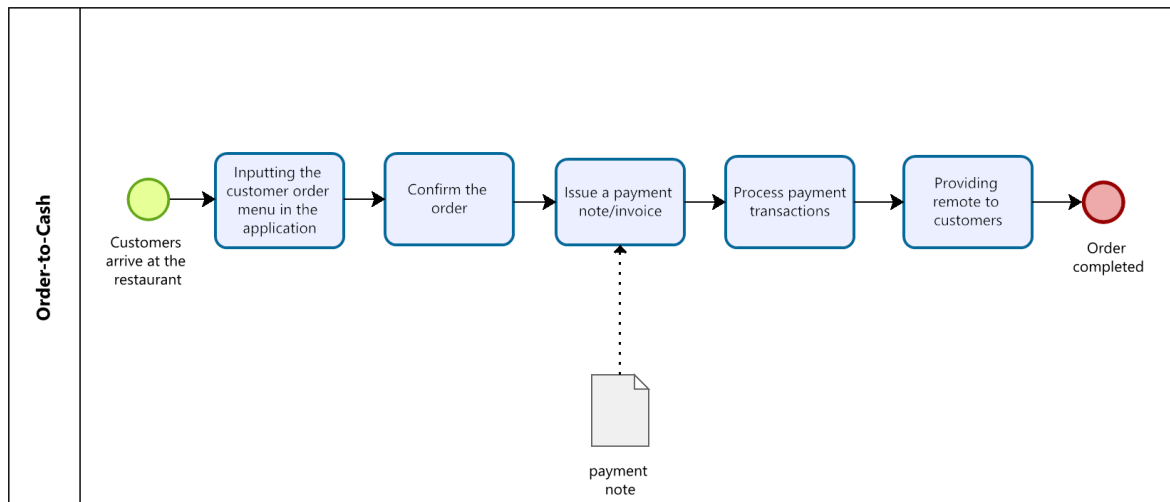 Order-to-Cash
Customers
arrive at the
restaurant
Inputting the
customer order
menu in the
application
Confirm the
order
Issue a payment
note/invoice
Process payment
transactions
Providing
remote to
customers
Order
completed
payment
note